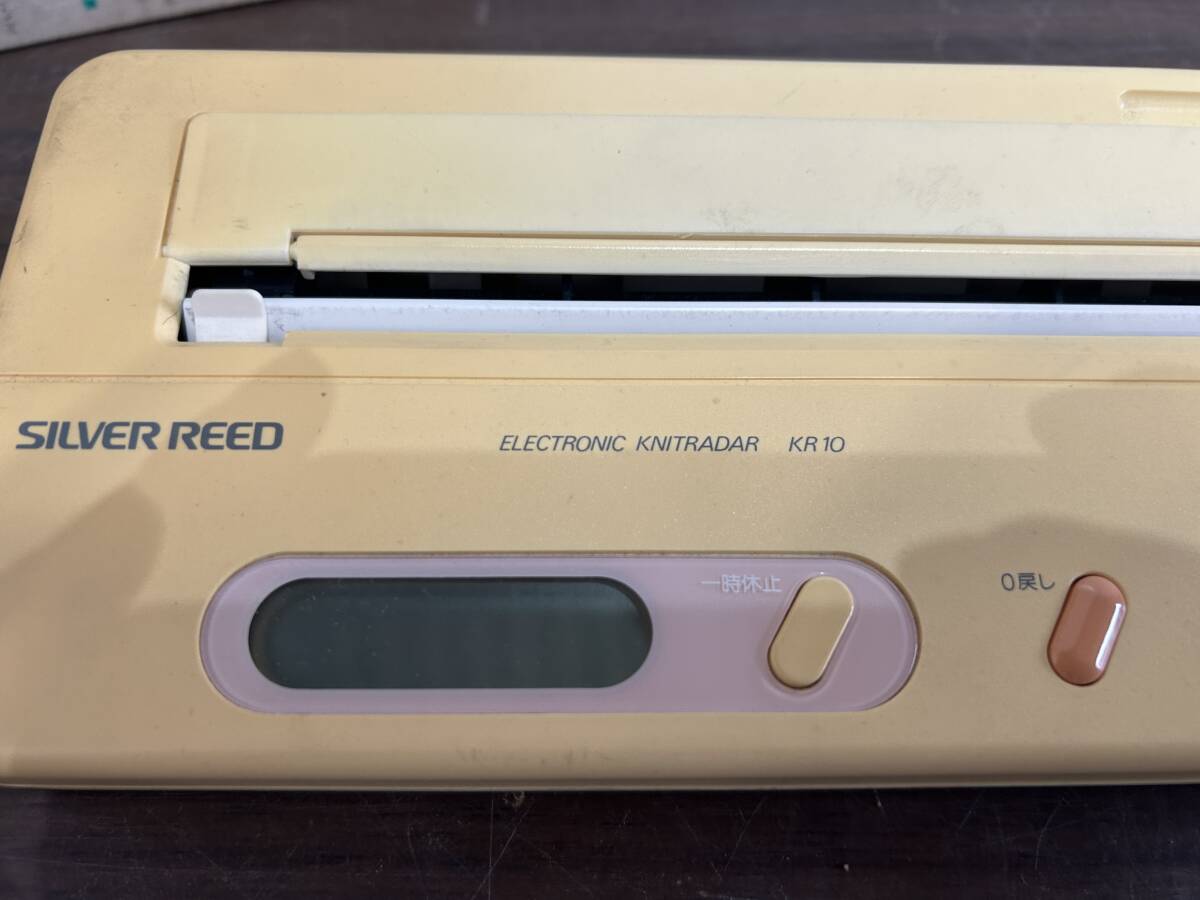 SILVER REED
ELECTRONIC KNITRADAR KR10
一時休止
0戻し